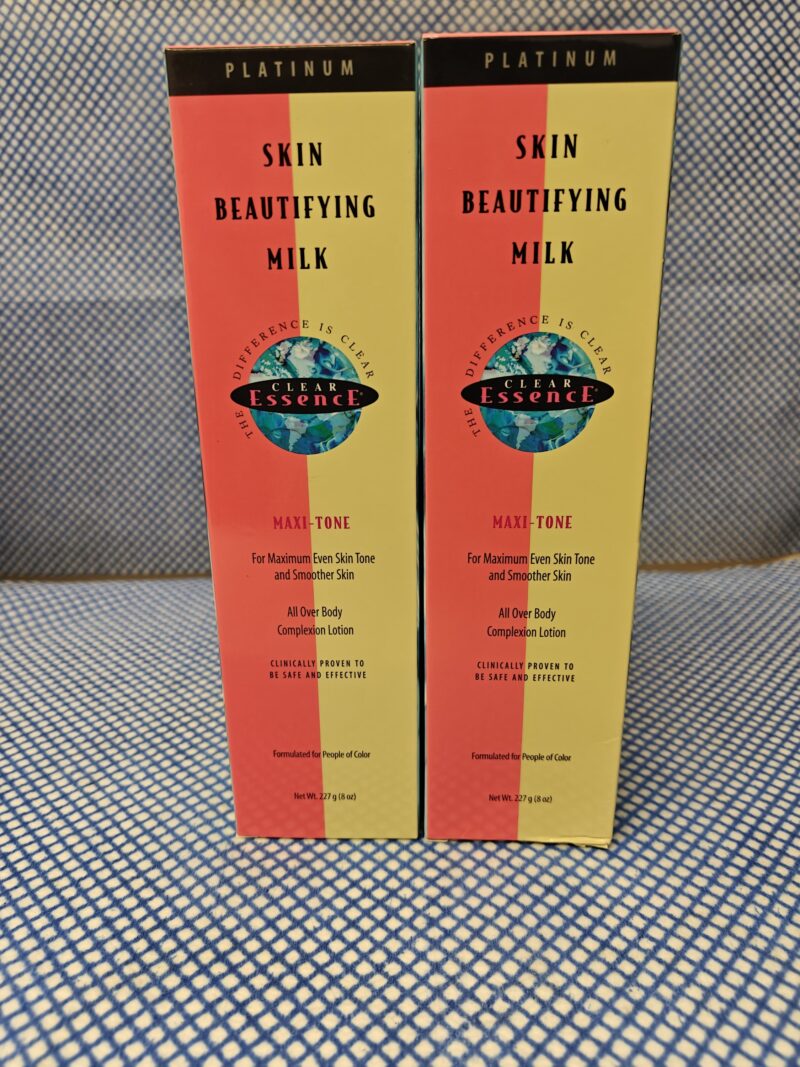 PLATINUM
SKIN
BEAUTIFYING
MILK
THE DIFFERENCE IS CLEAR
CLEAR
EssencE®
MAXI-TONE
For Maximum Even Skin Tone
and Smoother Skin
All Over Body
Complexion Lotion
CLINICALLY PROVEN TO
BE SAFE AND EFFECTIVE
Formulated for People of Color
Net Wt. 227 g (8 oz)
PLATINUM
SKIN
BEAUTIFYING
MILK
THE DIFFERENCE IS CLEAR
CLEAR
EssencE®
MAXI-TONE
For Maximum Even Skin Tone
and Smoother Skin
All Over Body
Complexion Lotion
CLINICALLY PROVEN TO
BE SAFE AND EFFECTIVE
Formulated for People of Color
Net Wt. 227 g (8 oz)